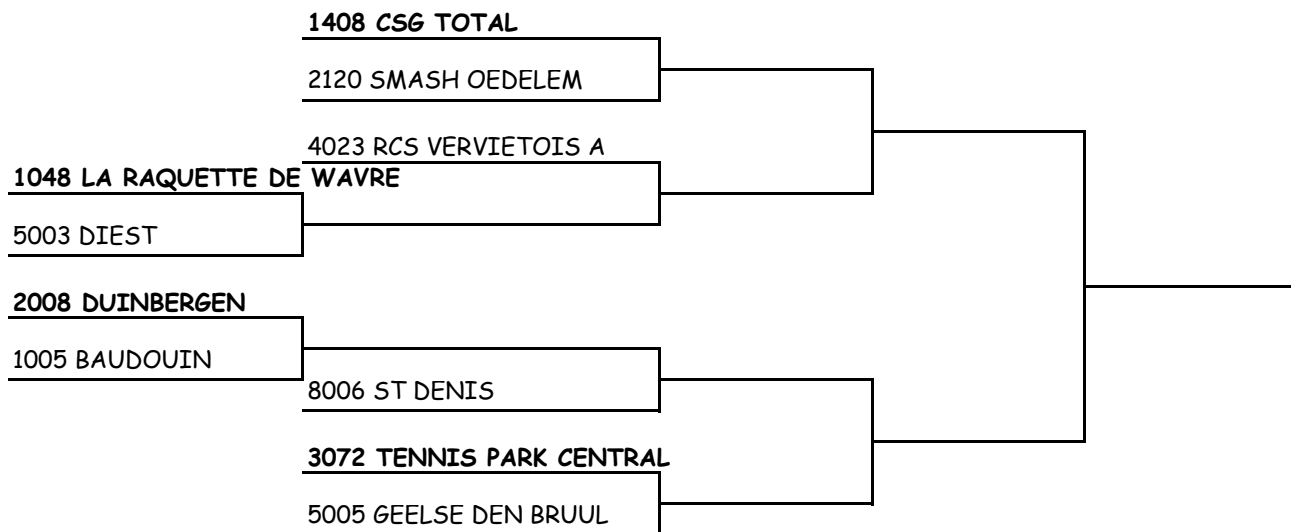 1408 CSG TOTAL
2120 SMASH OEDELEM
4023 RCS VERVIETOIS A
1048 LA RAQUETTE DE WAVRE
5003 DIEST
2008 DUINBERGEN
1005 BAUDOUIN
8006 ST DENIS
3072 TENNIS PARK CENTRAL
5005 GEELSE DEN BRUUL